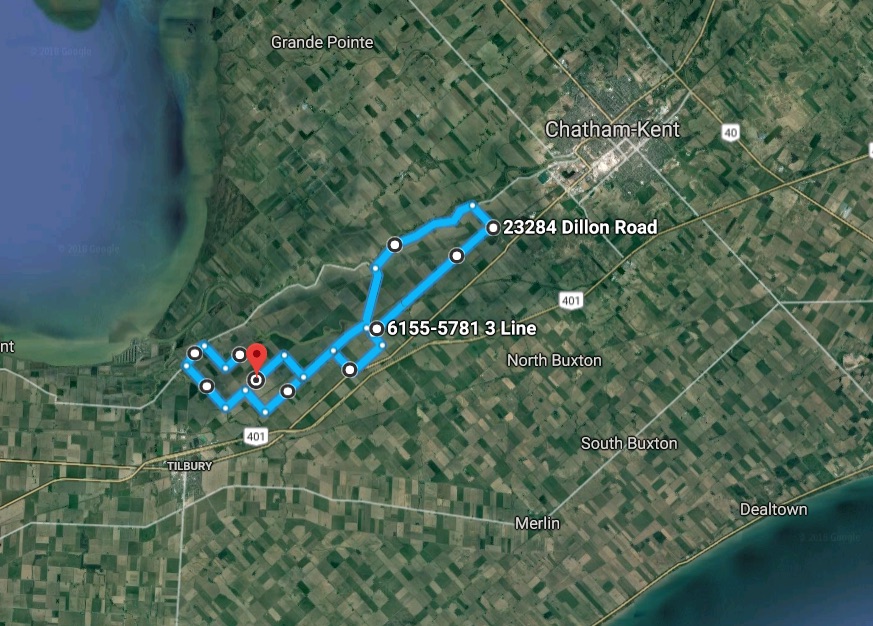 © 2018 Google
Grande Pointe
Chatham-Kent
40
23284 Dillon Road
© 2018 Google
401
6155-5781 3 Line
nt
North Buxton
401
South Buxton
TILBURY
Dealtown
Merlin
© 2018 Google